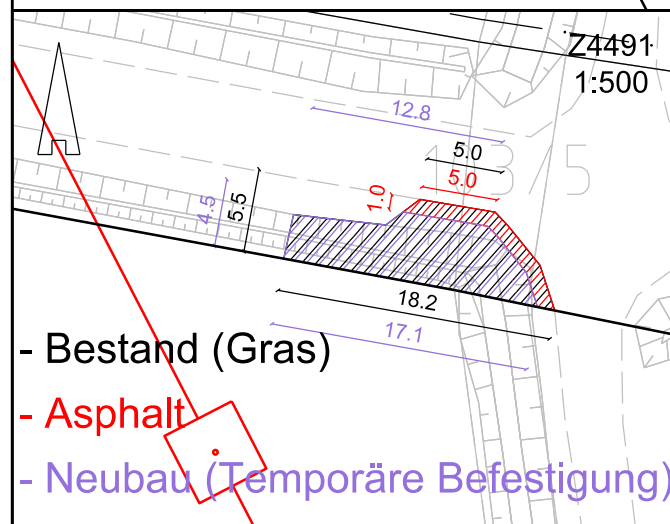 Z4491
1:500
12.8
5.0
5.0
1.0
4.5
5.5
18.2
17.1
- Bestand (Gras)
- Asphalt
- Neubau (Temporäre Befestigung)